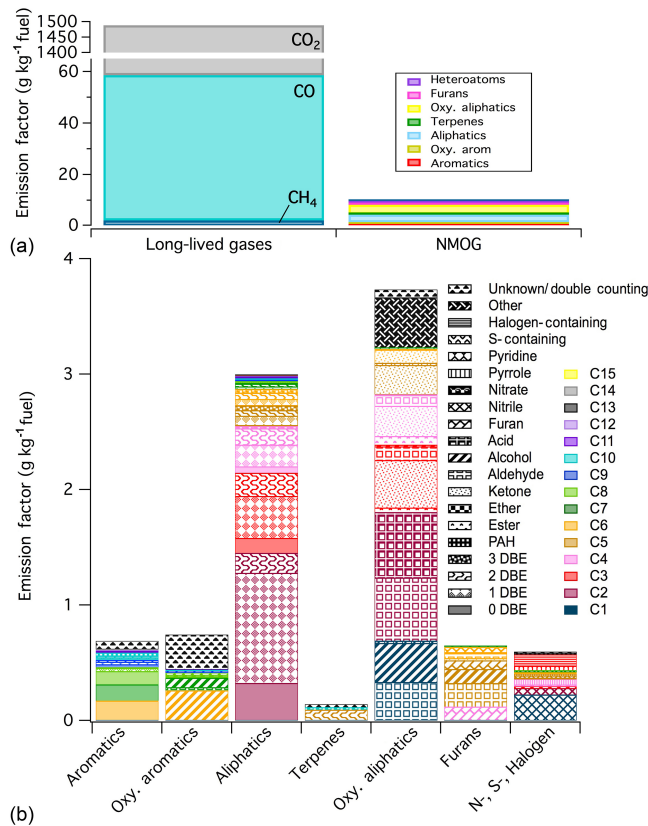 1500
1450
1400
60
40
20
0
Emission factor (g kg-1 fuel)
CO2
CO
CH4
Heteroatoms
Furans
Oxy. aliphatics
Terpenes
Aliphatics
Oxy. arom
Aromatics
(a)
Long-lived gases
NMOG
4
3
2
1
0
Emission factor (g kg-1 fuel)
Unknown/ double counting
Other
Halogen-containing
S-containing
Pyridine
Pyrrole
Nitrate
Nitrile
Furan
Acid
Alcohol
Aldehyde
Ketone
Ether
Ester
PAH
3 DBE
2 DBE
1 DBE
0 DBE
C15
C14
C13
C12
C11
C10
C9
C8
C7
C6
C5
C4
C3
C2
C1
Aromatics
Oxy. aromatics
Aliphatics
Terpenes
Oxy. aliphatics
Furans
N-, S-, Halogen
(b)